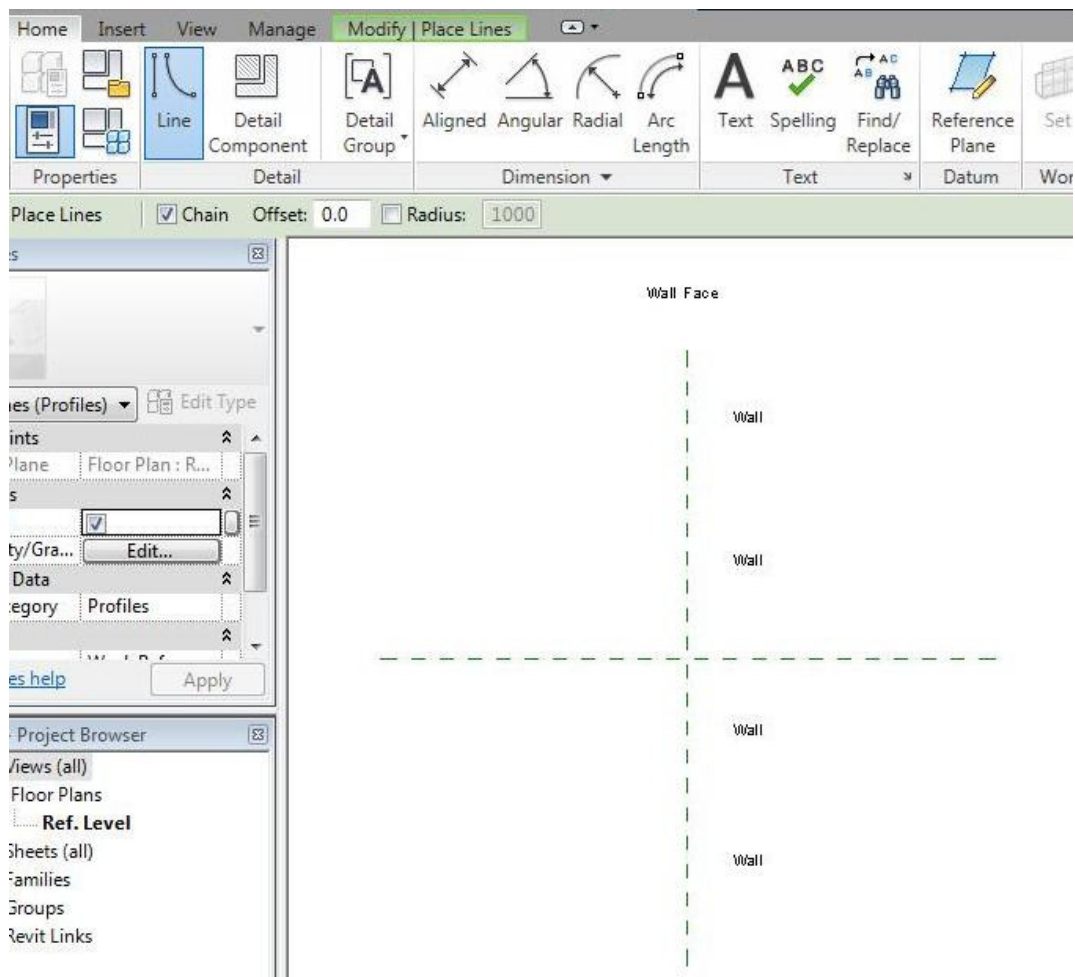 Home Insert View Manage Modify | Place Lines
Line
Detail
Component
Detail
Group
Aligned Angular Radial Arc
Length
Text Spelling Find/
Replace
Reference
Plane
Set
Properties Detail Dimension Text Datum Wor
Place Lines Chain Offset: 0.0 Radius: 1000
s
Wall Face
es (Profiles) Edit Type
ints
Plane Floor Plan : R...
s
ty/Gra... Edit...
Data
egory Profiles
es help Apply
Wall
Wall
Wall
Wall
Project Browser
Views (all)
Floor Plans
Ref. Level
Sheets (all)
Families
Groups
Revit Links